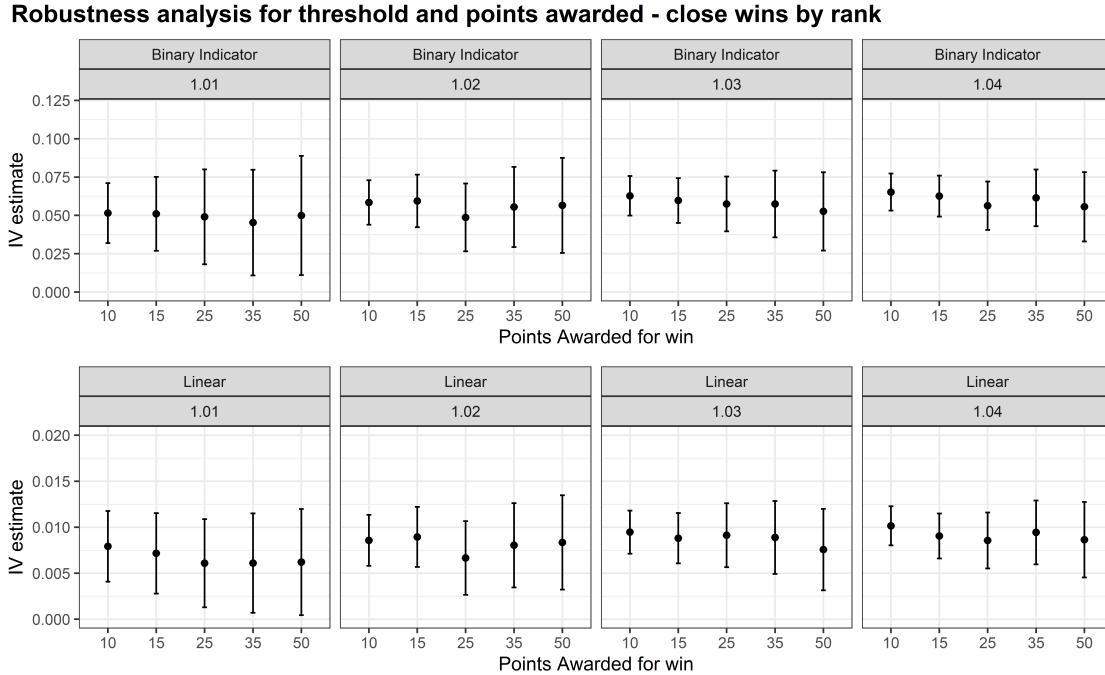 Robustness analysis for threshold and points awarded - close wins by rank
Binary Indicator Binary Indicator Binary Indicator Binary Indicator
1.01 1.02 1.03 1.04
IV estimate
0.125
0.100
0.075
0.050
0.025
0.000
10 15 25 35 50 10 15 25 35 50 10 15 25 35 50 10 15 25 35 50
Points Awarded for win
Linear Linear Linear Linear
1.01 1.02 1.03 1.04
IV estimate
0.020
0.015
0.010
0.005
0.000
10 15 25 35 50 10 15 25 35 50 10 15 25 35 50 10 15 25 35 50
Points Awarded for win